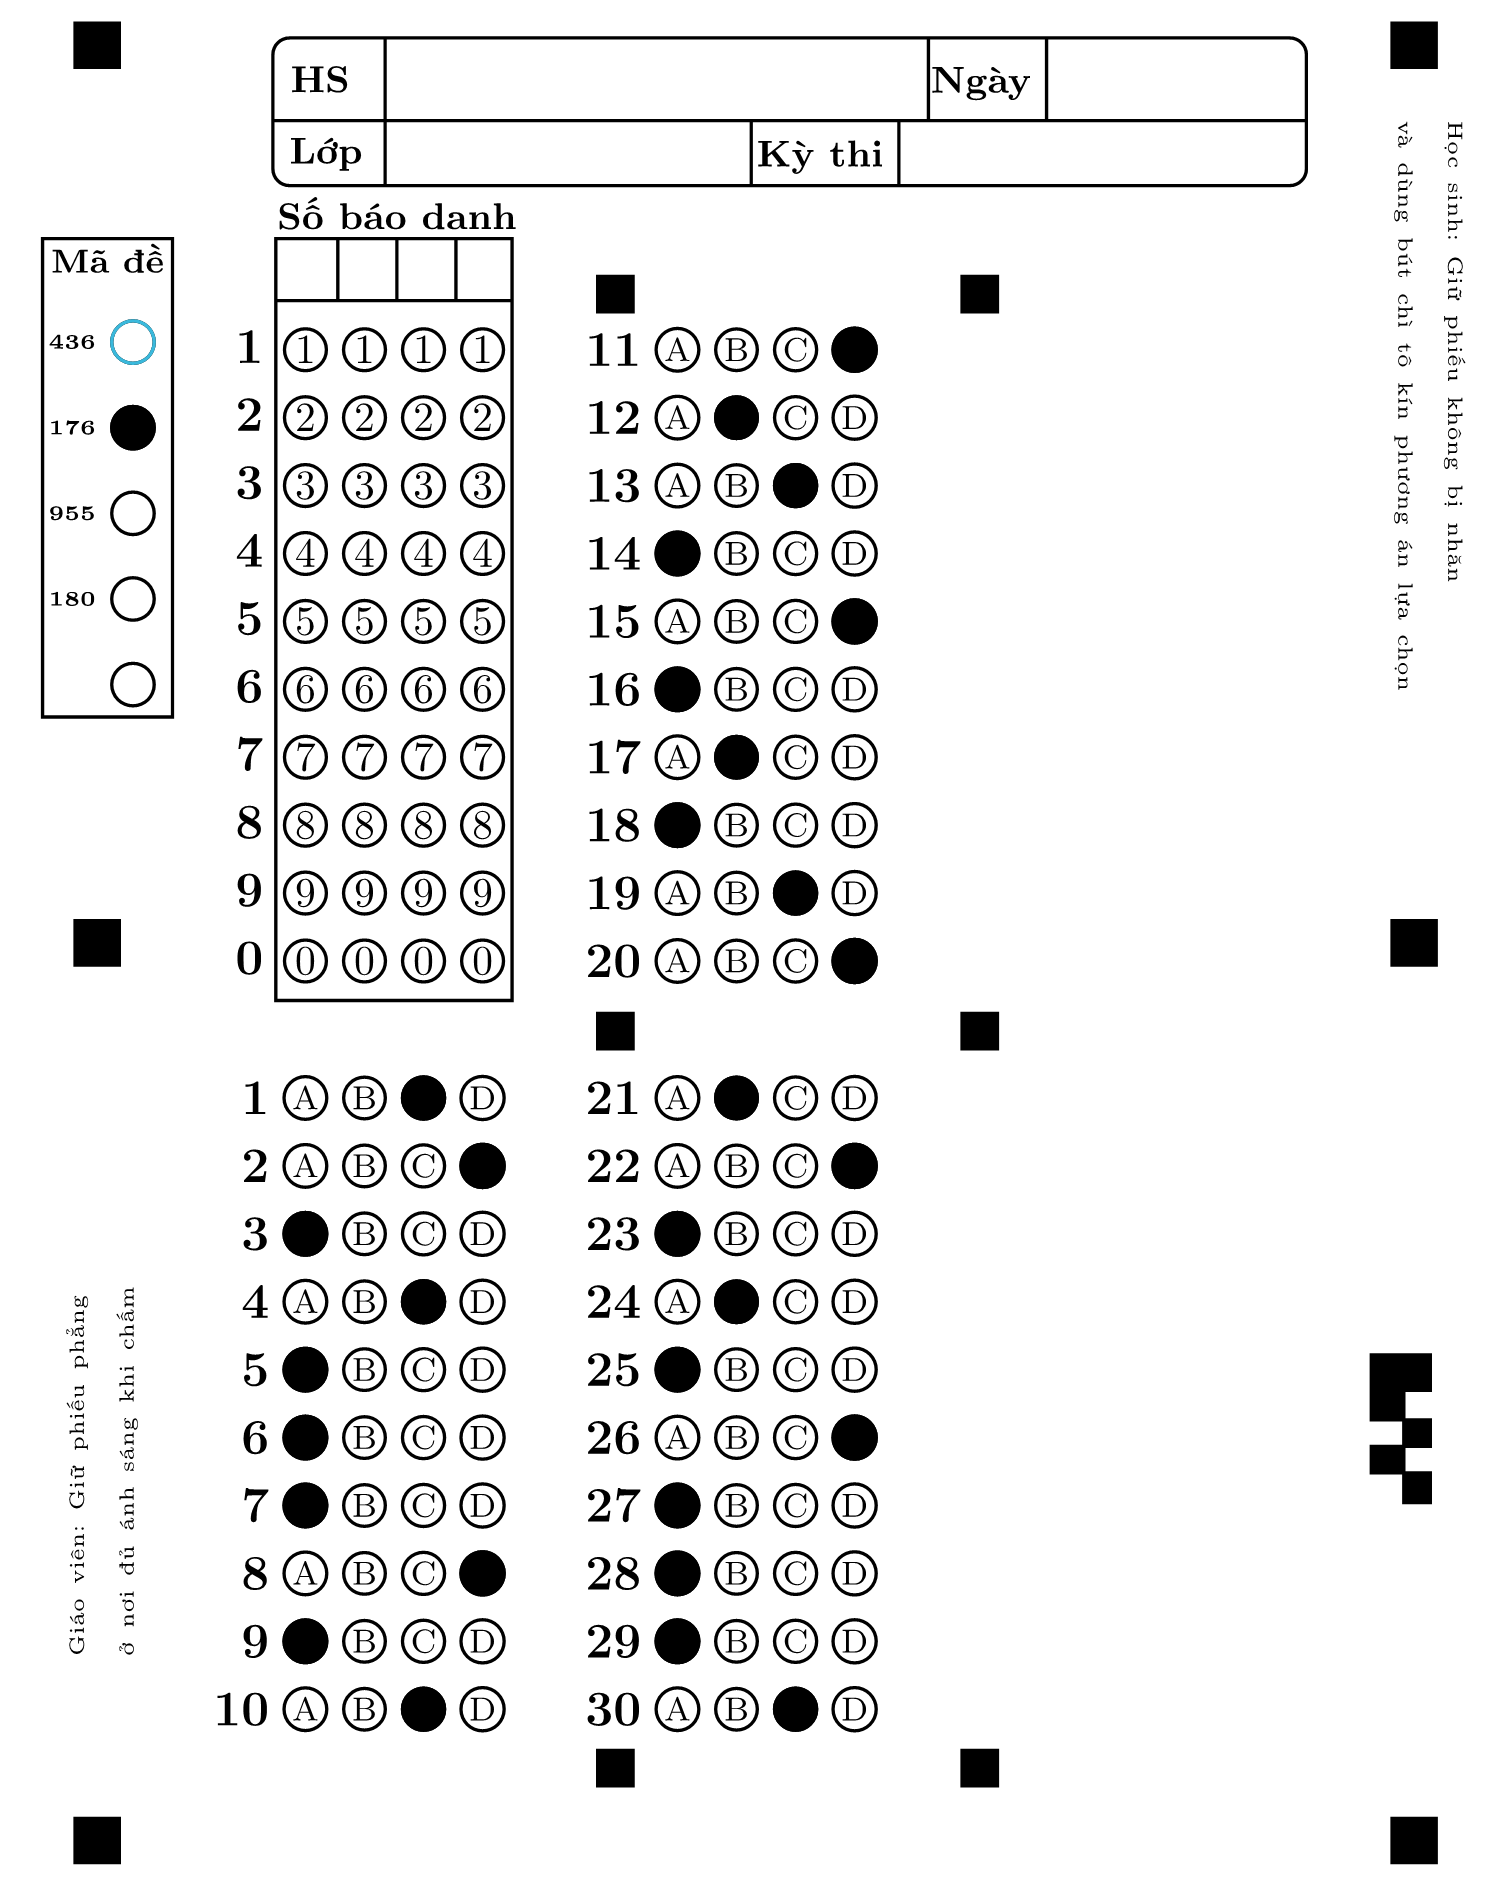 HS
Ngày
Lớp
Kỳ thi
Học sinh: Giữ phiếu không bị nhăn
và dùng bút chì tô kín phương án lựa chọn
Số báo danh
Mã đề
436
176
955
180
1 1 1 1 1
2 2 2 2 2
3 3 3 3 3
4 4 4 4 4
5 5 5 5 5
6 6 6 6 6
7 7 7 7 7
8 8 8 8 8
9 9 9 9 9
0 0 0 0 0
11 A B C
12 A C D
13 A B D
14 B C D
15 A B C
16 B C D
17 A C D
18 B C D
19 A B D
20 A B C
1 A B D
2 A B C
3 B C D
4 A B D
5 B C D
6 B C D
7 B C D
8 A B C
9 B C D
10 A B D
21 A C D
22 A B C
23 B C D
24 A C D
25 B C D
26 A B C
27 B C D
28 B C D
29 B C D
30 A B D
Giáo viên: Giữ phiếu phẳng
ở nơi đủ ánh sáng khi chấm